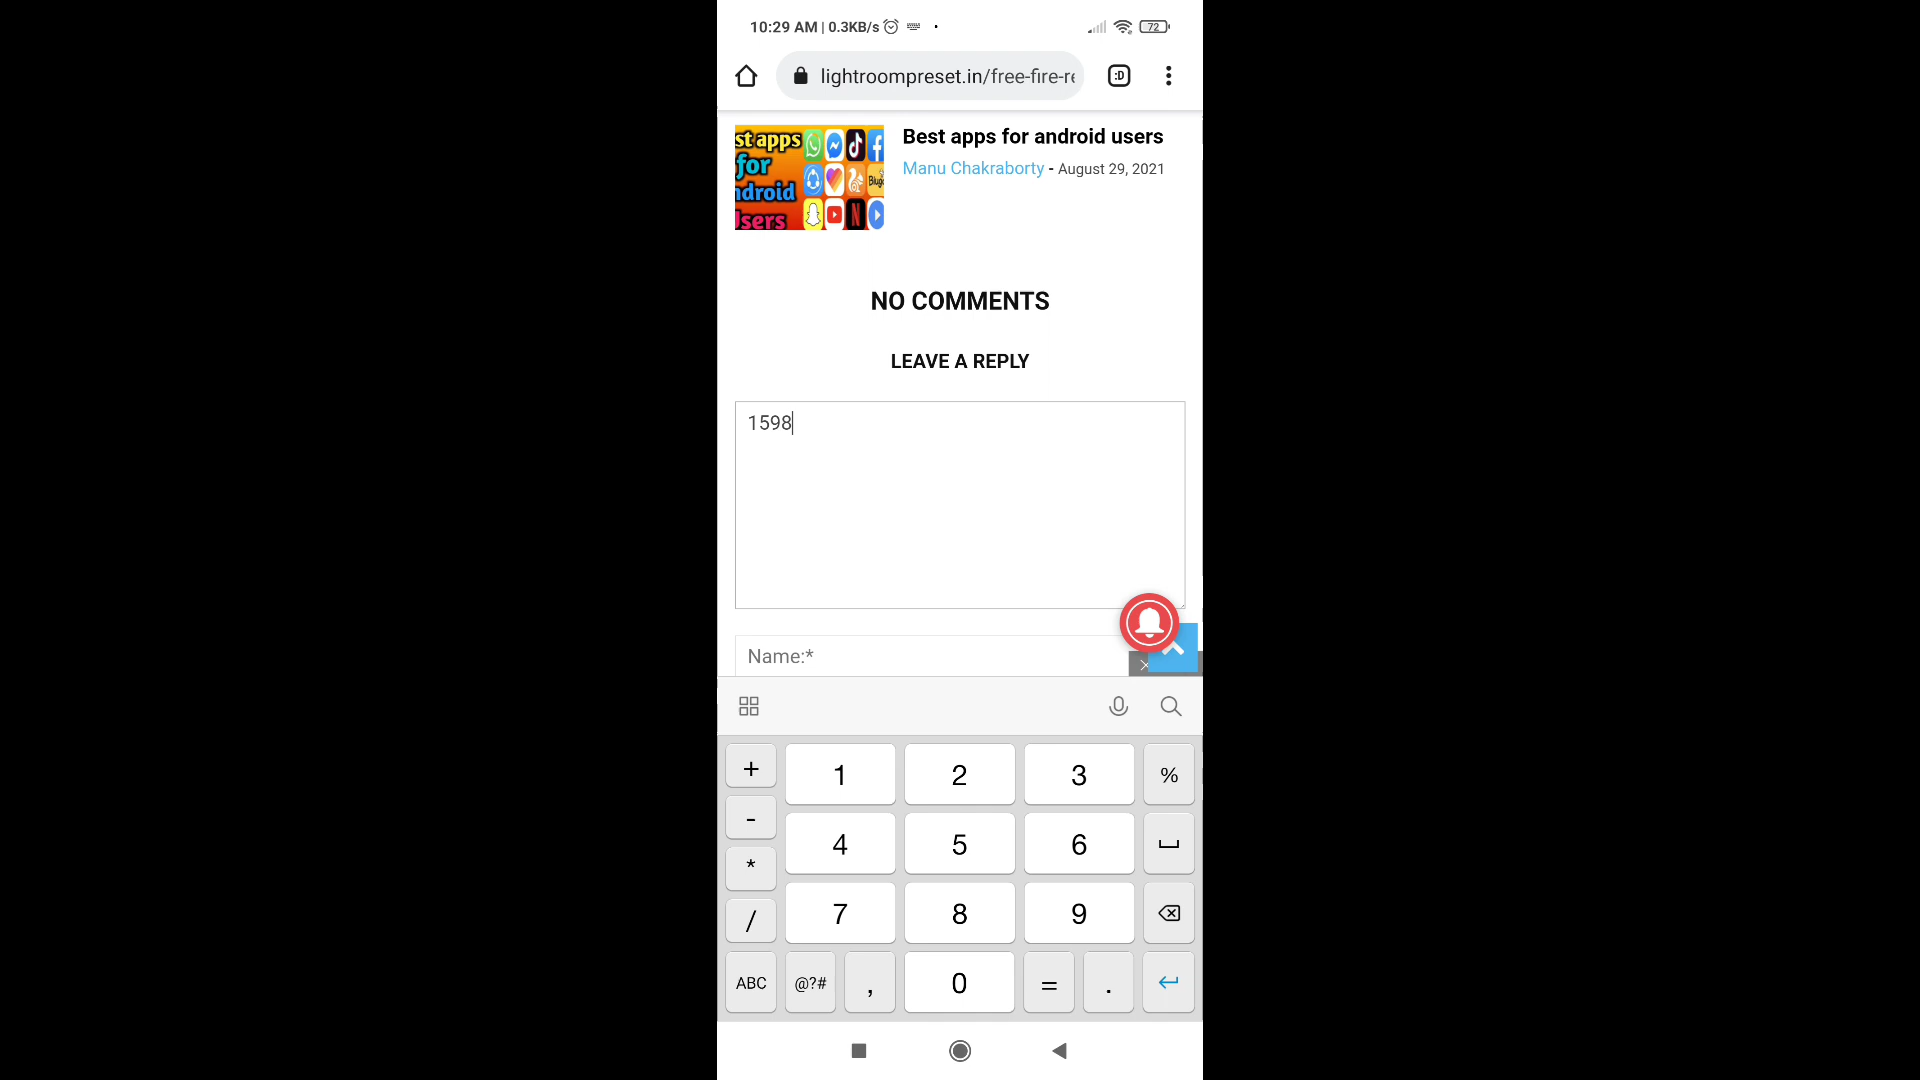 10:29 AM | 0.3KB/s
72
lightroompreset.in/free-fire-re
:D
st apps
for
ndroid
Jsers
Best apps for android users
Manu Chakraborty - August 29, 2021
NO COMMENTS
LEAVE A REPLY
1598
Name:*
+ 1 2 3 %
- 4 5 6
* 7 8 9
/
ABC @?# , 0 = .